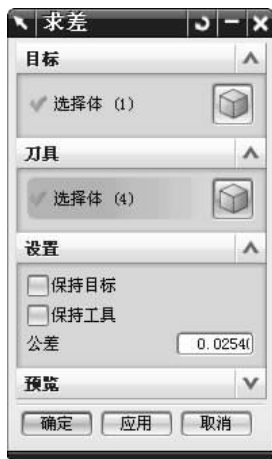 求差
目标
选择体 (1)
刀具
选择体 (4)
设置
保持目标
保持工具
公差 0.0254
预览
确定 应用 取消